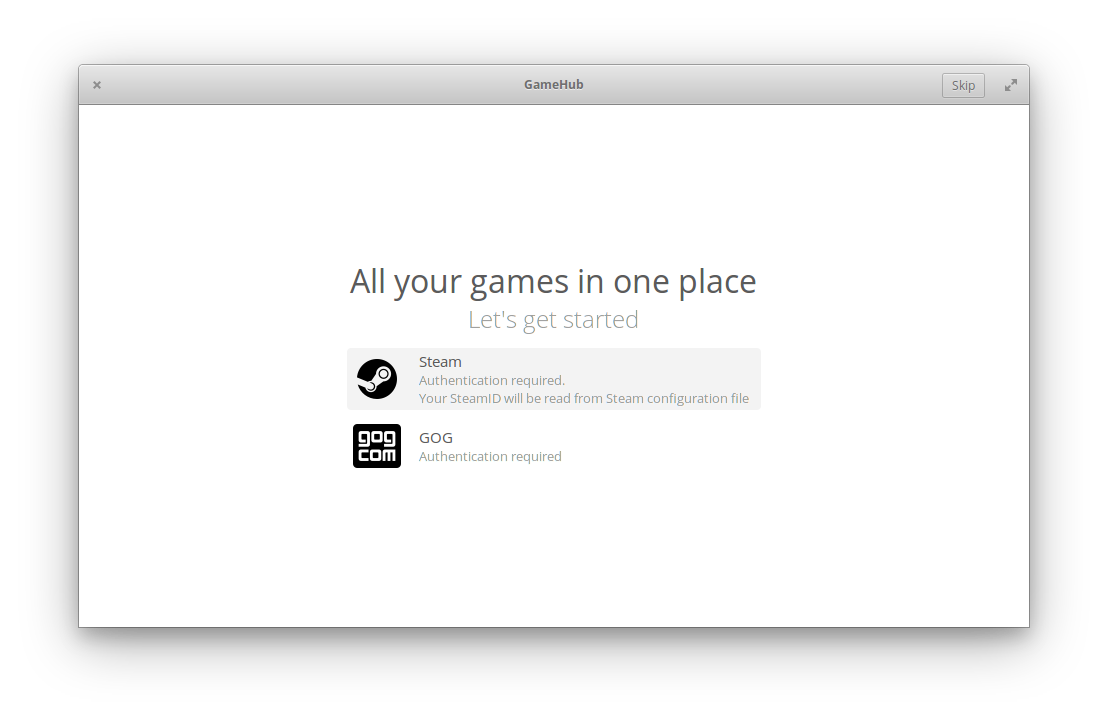 GameHub
Skip
All your games in one place
Let's get started
Steam
Authentication required.
Your SteamID will be read from Steam configuration file
gog
com
GOG
Authentication required